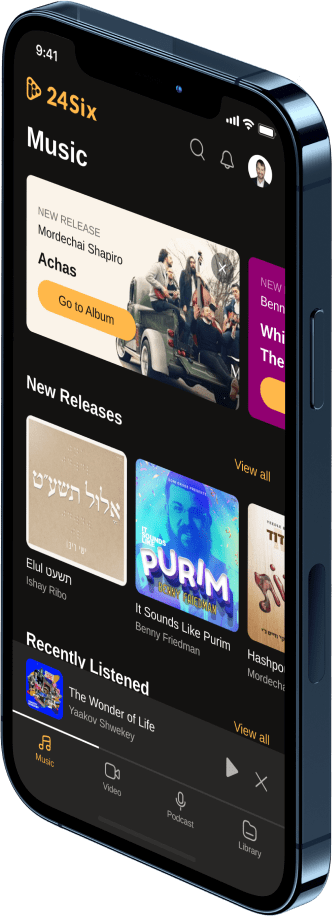 9:41
24Six
Music
NEW RELEASE
Mordechai Shapiro
Achas
Go to Album
NEW
Benn
Whi
The
New Releases
View all
אלול תשע״ט
ישי ריבו
Elul תשעט
Ishay Ribo
IT
SOUNDS
LIKE
PURIM
BENNY FRIEDMAN
It Sounds Like Purim
Benny Friedman
Hashpo
Mordecha
Recently Listened
View all
The Wonder of Life
Yaakov Shwekey
Music
Video
Podcast
Library